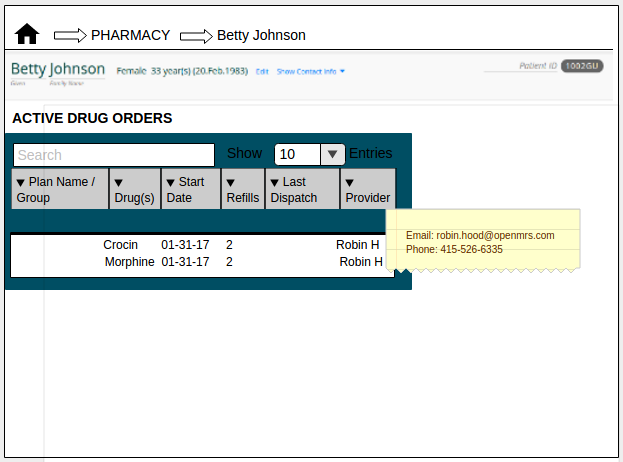 PHARMACY Betty Johnson
Betty Johnson Female 33 year(s) (20.Feb.1983) Edit Show Contact Info Patient ID 1002GU
Given Family Name
ACTIVE DRUG ORDERS
Search Show 10 Entries
Plan Name / Group
Drug(s)
Start Date
Refills
Last Dispatch
Provider
Crocin 01-31-17 2 Robin H
Morphine 01-31-17 2 Robin H
Email: robin.hood@openmrs.com
Phone: 415-526-6335